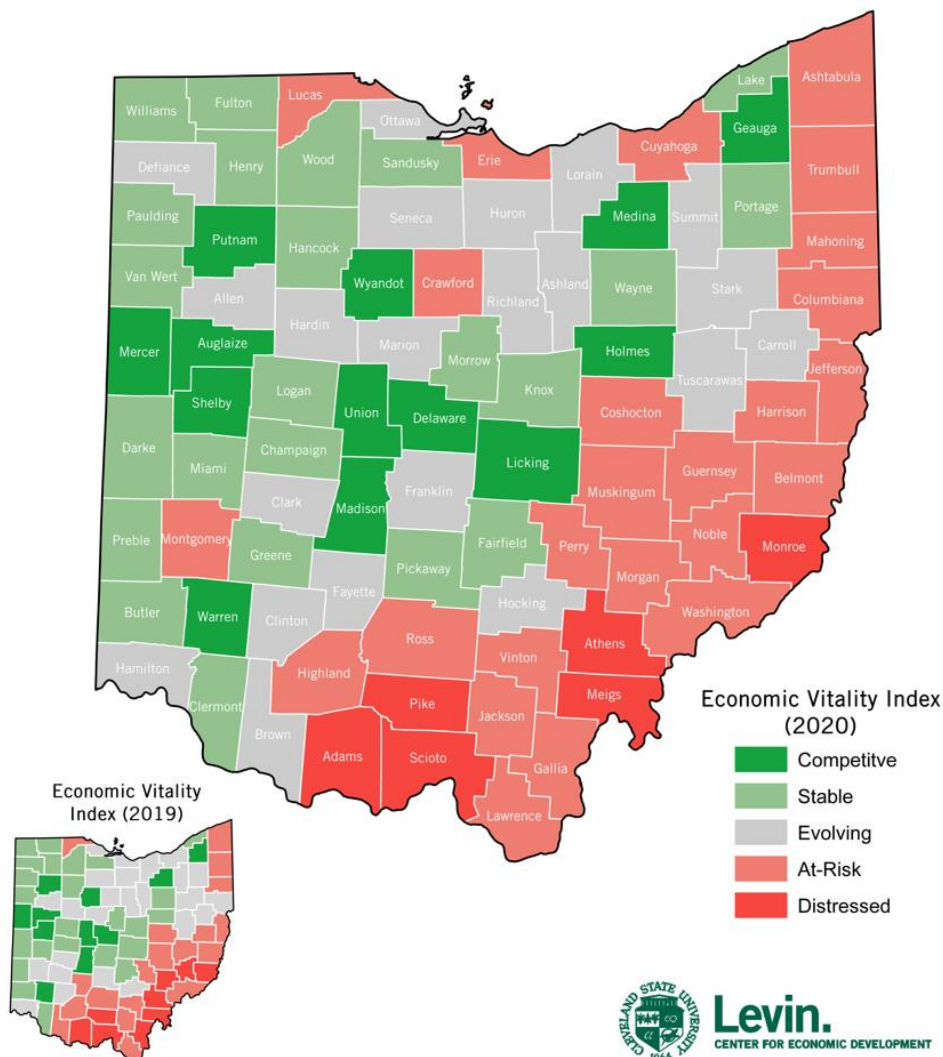 Lake
Ashtabula
Lucas
Fulton
Williams
Geauga
Ottawa
Cuyahoga
Wood
Sandusky
Erie
Henry
Lorain
Defiance
Trumbull
Portage
Medina
Summit
Huron
Seneca
Paulding
Putnam
Hancock
Mahoning
Van Wert
Wyandot
Crawford
Ashland
Wayne
Stark
Richland
Columbiana
Allen
Hardin
Marion
Carroll
Mercer
Auglaize
Holmes
Morrow
Jefferson
Tuscarawas
Logan
Knox
Shelby
Union
Delaware
Coshocton
Harrison
Darke
Champaign
Licking
Miami
Guernsey
Belmont
Franklin
Muskingum
Clark
Madison
Noble
Montgomery
Preble
Fairfield
Perry
Monroe
Greene
Pickaway
Morgan
Fayette
Hocking
Washington
Butler
Warren
Clinton
Ross
Athens
Vinton
Hamilton
Highland
Meigs
Pike
Jackson
Clermont
Brown
Adams
Scioto
Gallia
Lawrence
Economic Vitality Index
(2020)
Competitve
Stable
Evolving
At-Risk
Distressed
Economic Vitality
Index (2019)
CLEVELAND STATE UNIVERSITY
1964
Levin.
CENTER FOR ECONOMIC DEVELOPMENT